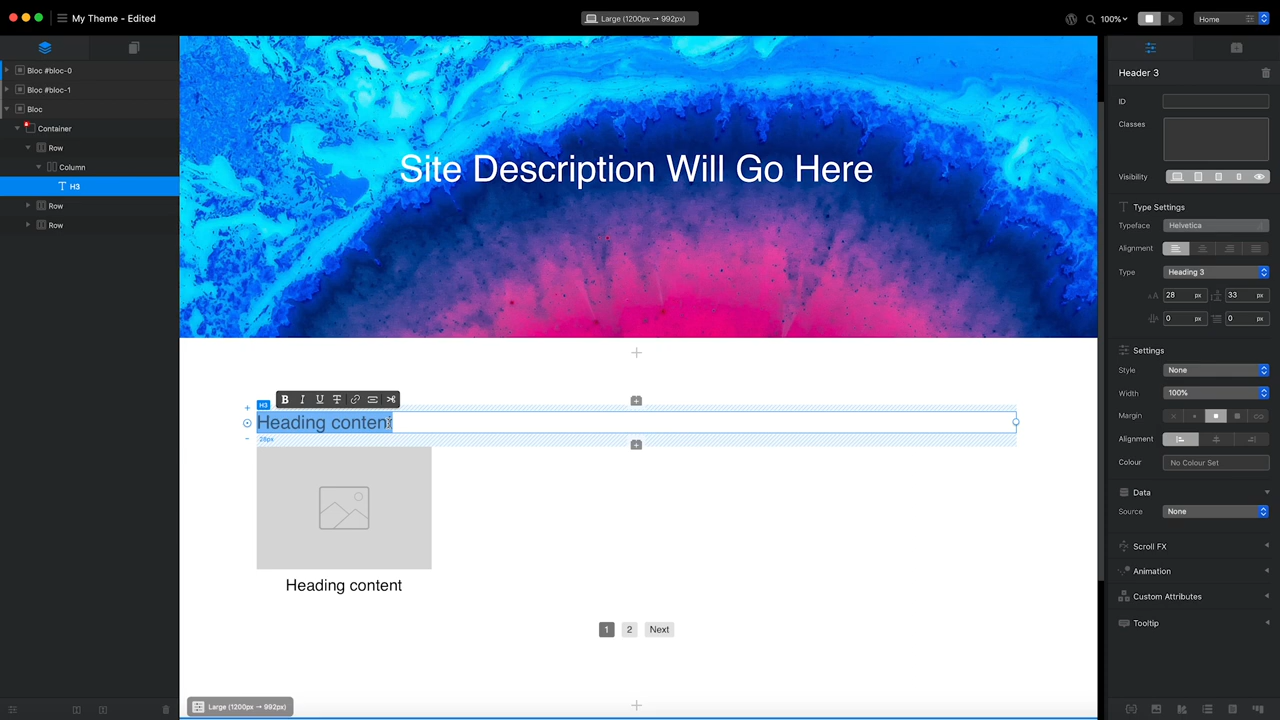 My Theme - Edited
Large (1200px → 992px)
100%
Home
Bloc #bloc-0
Bloc #bloc-1
Bloc
Container
Row
Column
H3
Row
Row
Site Description Will Go Here
H3
B I U T
Heading content
28px
Heading content
1 2 Next
Large (1200px → 992px)
Header 3
ID
Classes
Visibility
Type Settings
Typeface Helvetica
Alignment
Type Heading 3
28 px 33 px
0 px 0 px
Settings
Style None
Width 100%
Margin
Alignment
Colour No Colour Set
Data
Source None
Scroll FX
Animation
Custom Attributes
Tooltip